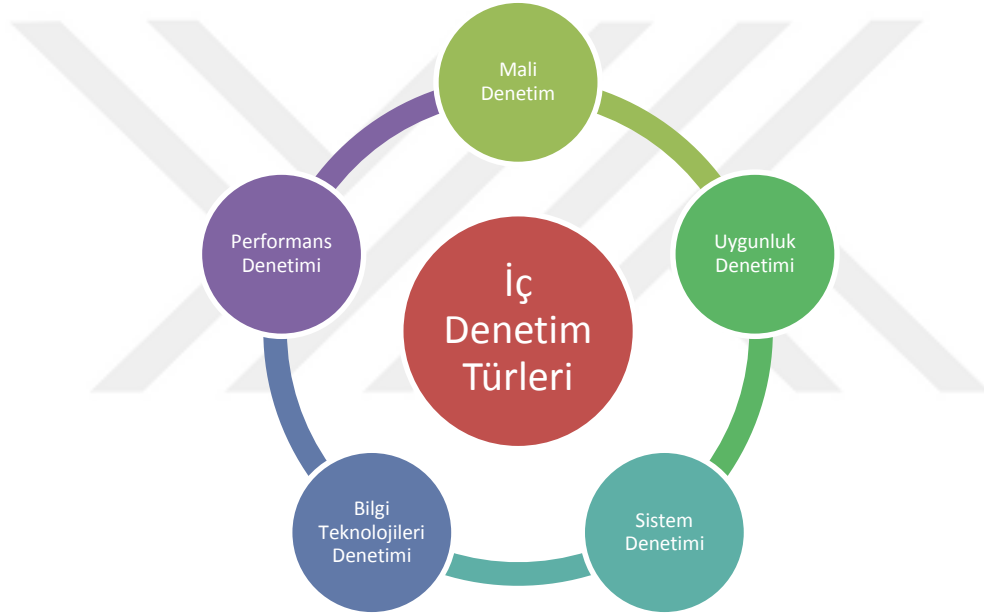 Mali
Denetim
Uygunluk
Denetimi
Sistem
Denetimi
Bilgi
Teknolojileri
Denetimi
Performans
Denetimi
İç
Denetim
Türleri